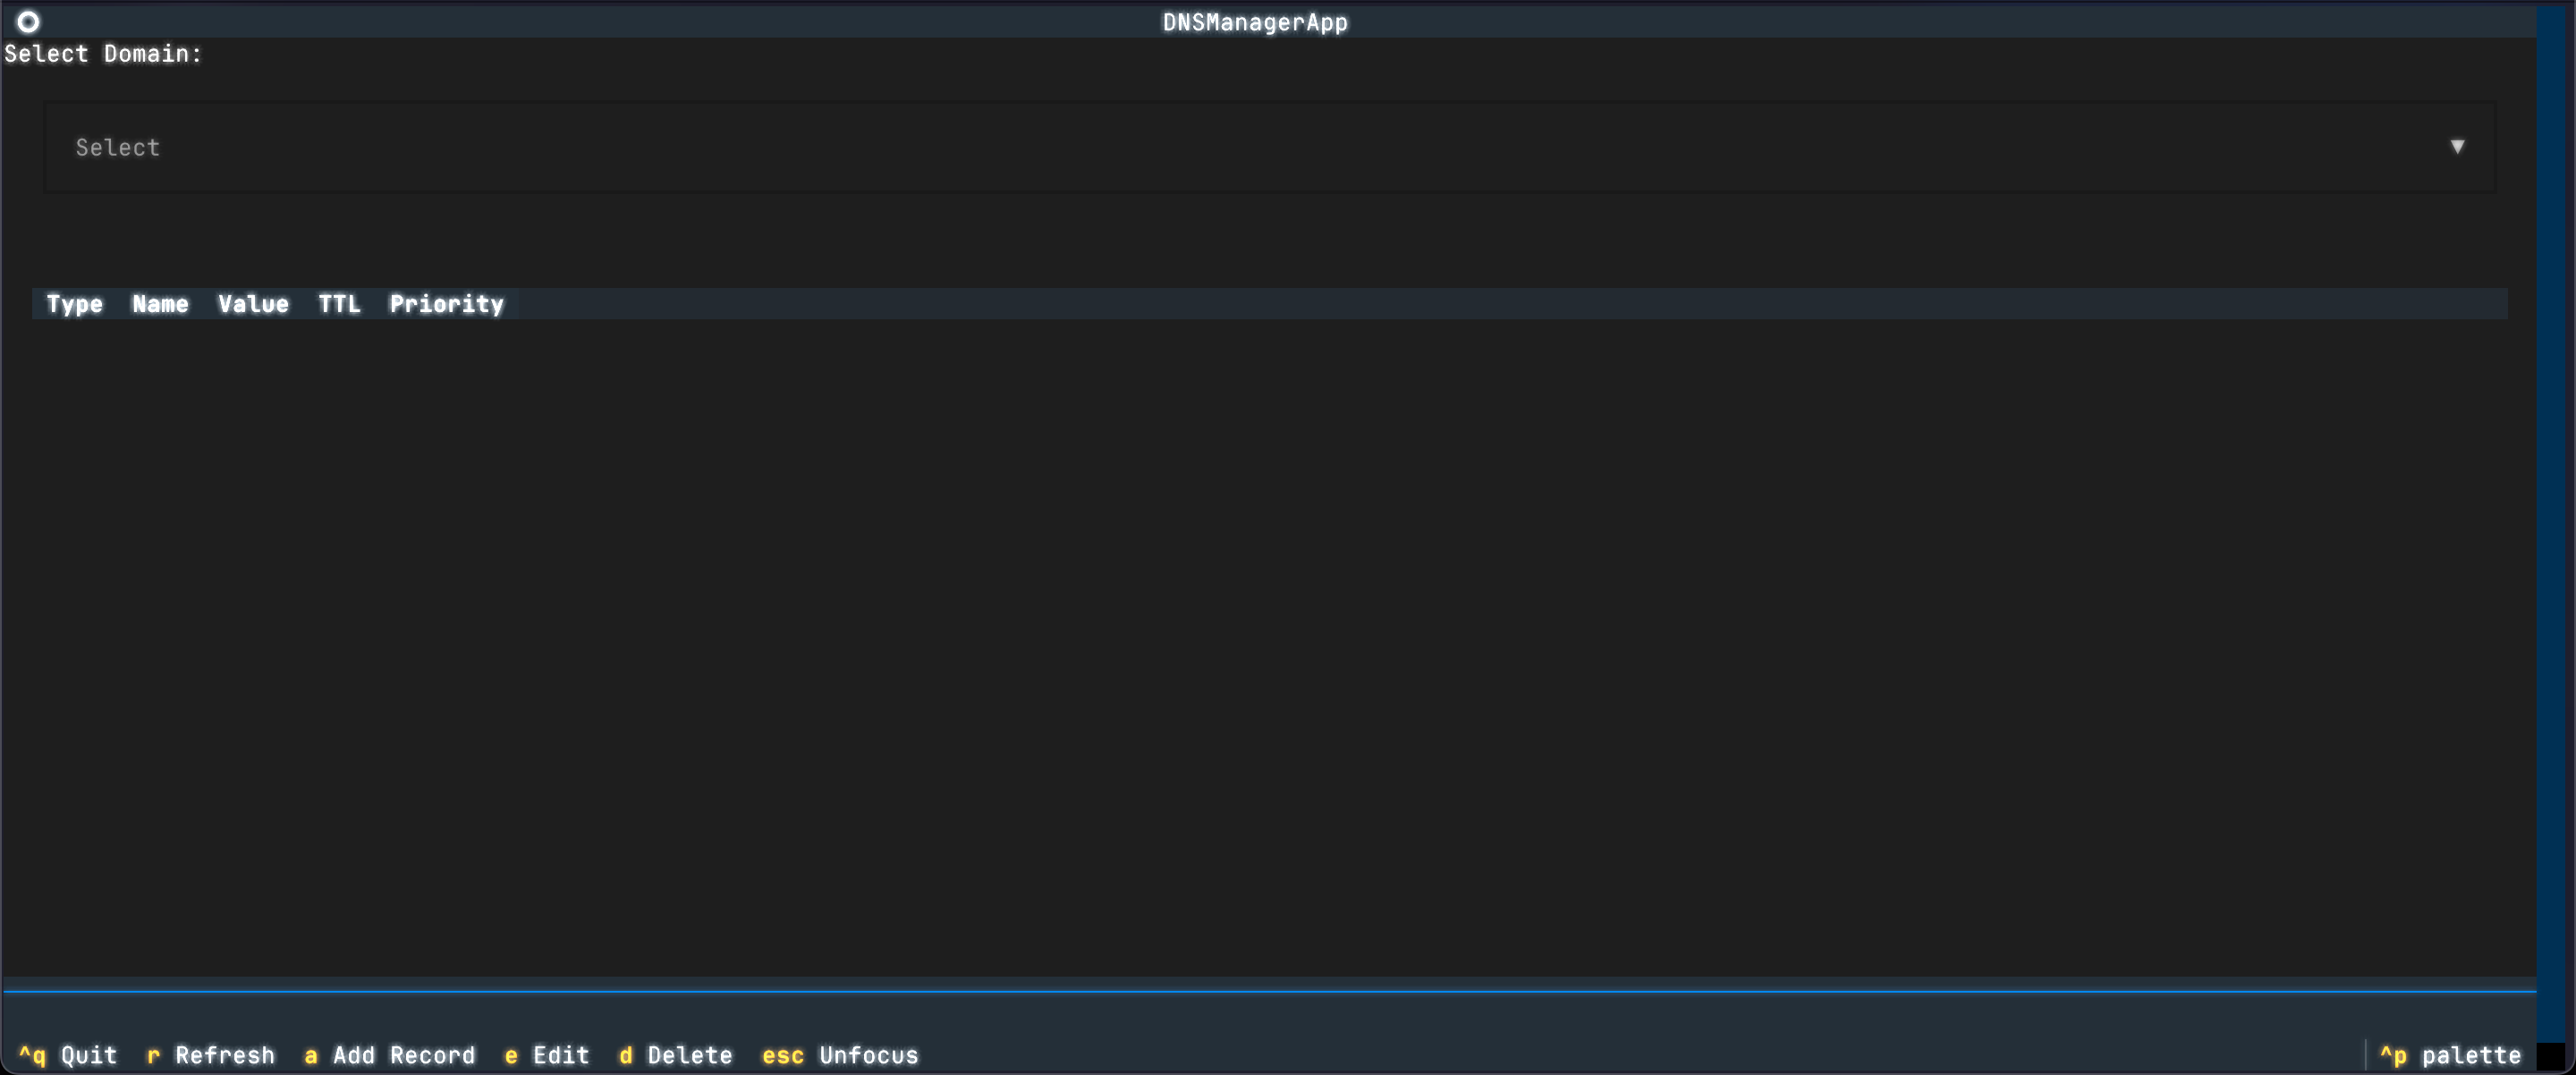 DNSManagerApp
Select Domain:
Select ▼
Type Name Value TTL Priority
^q Quit r Refresh a Add Record e Edit d Delete esc Unfocus ^p palette